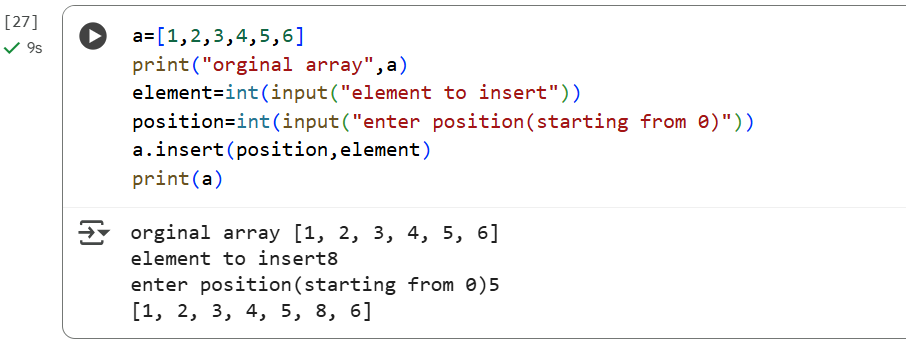 [27]
9s
a=[1,2,3,4,5,6]
print("orginal array",a)
element=int(input("element to insert"))
position=int(input("enter position(starting from 0)"))
a.insert(position,element)
print(a)
orginal array [1, 2, 3, 4, 5, 6]
element to insert8
enter position(starting from 0)5
[1, 2, 3, 4, 5, 8, 6]